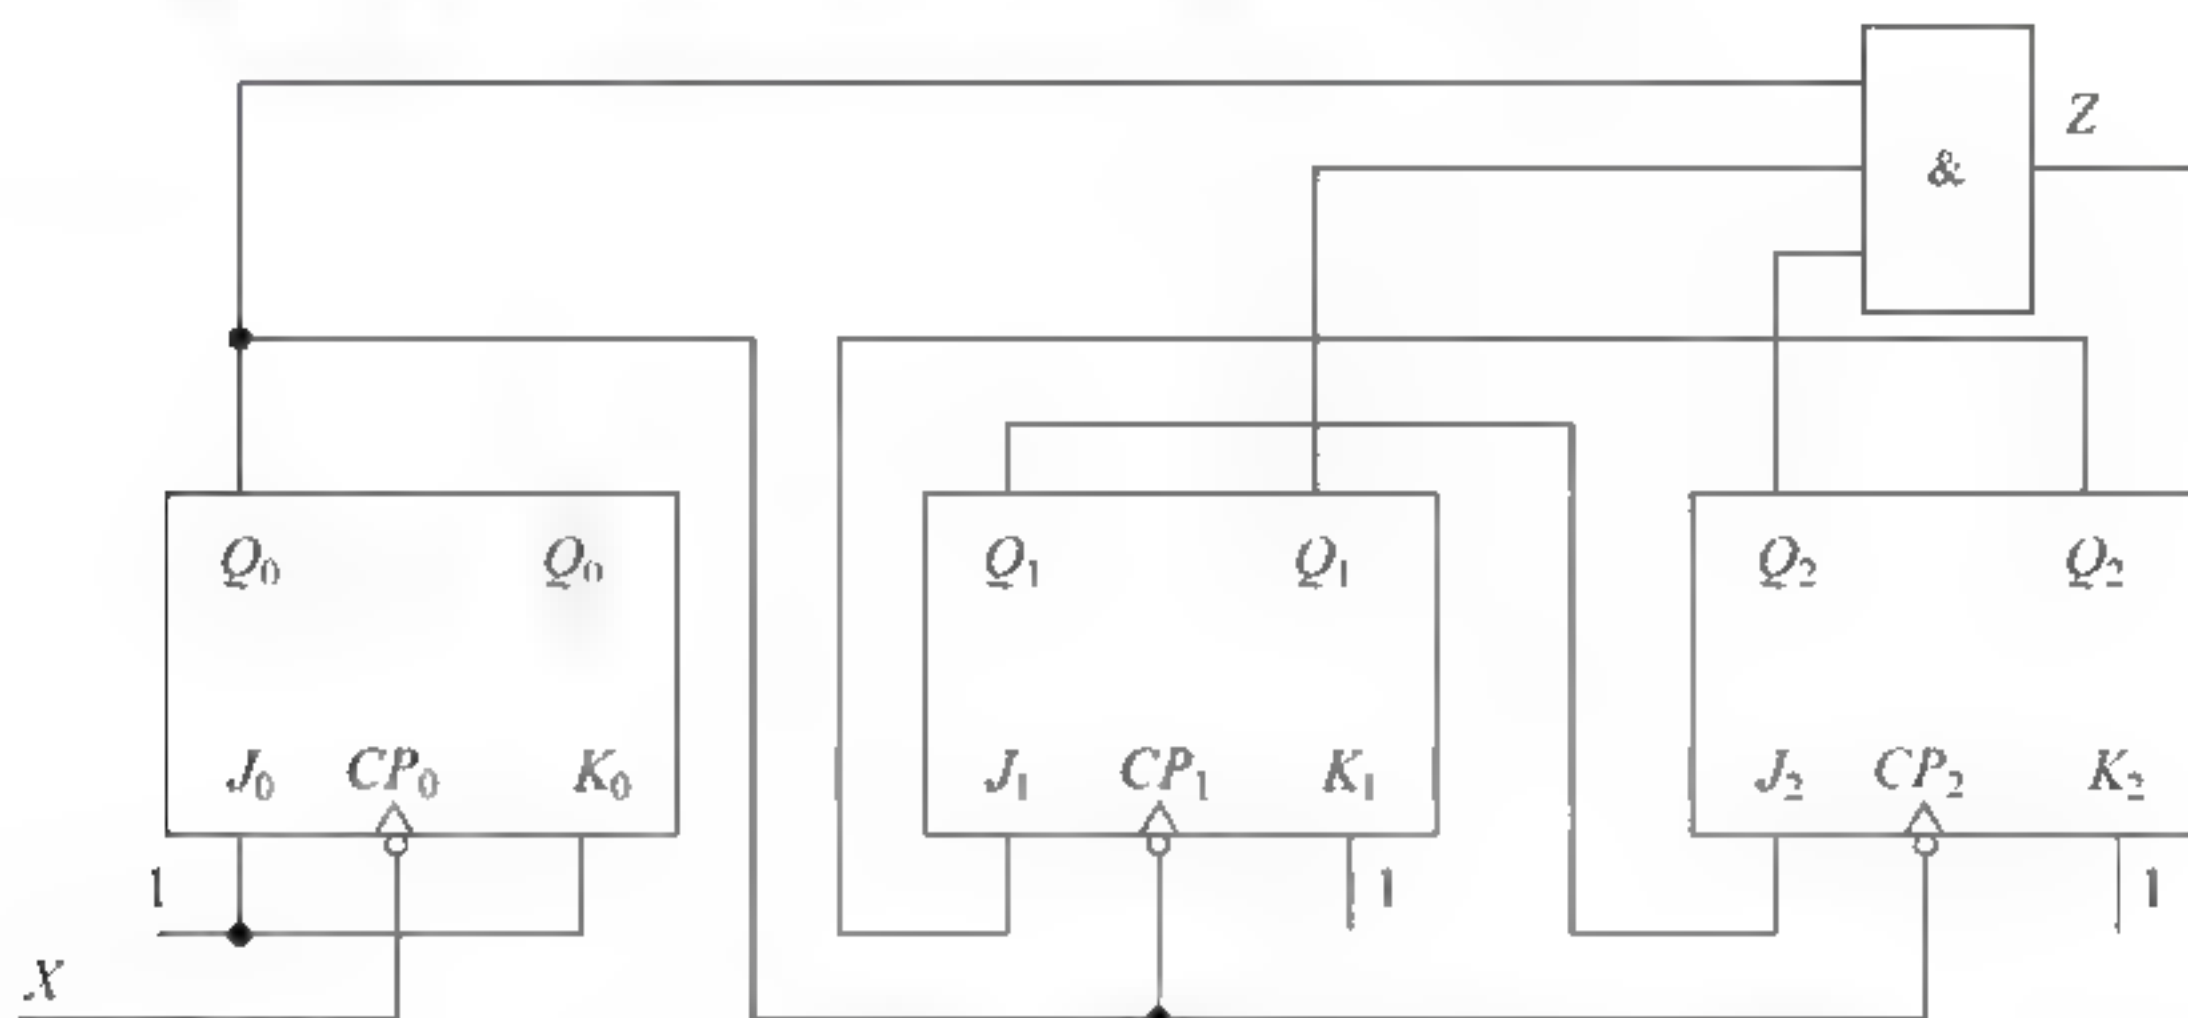 Z
&
Q₀ Q₀ Q₁ Q₁ Q₂ Q₂
J₀ CP₀ K₀ J₁ CP₁ K₁ J₂ CP₂ K₂
1 1 1
X